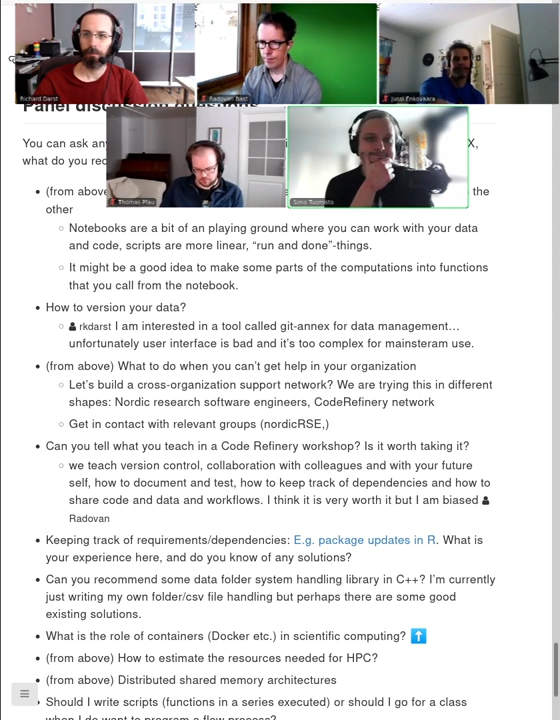 Richard Darst
Radovan Bast
Jussi Enkovaara
Panel discussion questions
You can ask any
X,
what do you rec
Thomas Pfau
Simo Tuomisto
(from above
the
other
Notebooks are a bit of an playing ground where you can work with your data
and code, scripts are more linear, “run and done”-things.
It might be a good idea to make some parts of the computations into functions
that you call from the notebook.
How to version your data?
rkdarst I am interested in a tool called git-annex for data management…
unfortunately user interface is bad and it’s too complex for mainsteram use.
(from above) What to do when you can’t get help in your organization
Let’s build a cross-organization support network? We are trying this in different
shapes: Nordic research software engineers, CodeRefinery network
Get in contact with relevant groups (nordicRSE,)
Can you tell what you teach in a Code Refinery workshop? Is it worth taking it?
we teach version control, collaboration with colleagues and with your future
self, how to document and test, how to keep track of dependencies and how to
share code and data and workflows. I think it is very worth it but I am biased
Radovan
Keeping track of requirements/dependencies: E.g. package updates in R. What is
your experience here, and do you know of any solutions?
Can you recommend some data folder system handling library in C++? I’m currently
just writing my own folder/csv file handling but perhaps there are some good
existing solutions.
What is the role of containers (Docker etc.) in scientific computing?
(from above) How to estimate the resources needed for HPC?
(from above) Distributed shared memory architectures
Should I write scripts (functions in a series executed) or should I go for a class
when I do want to program a flow process?